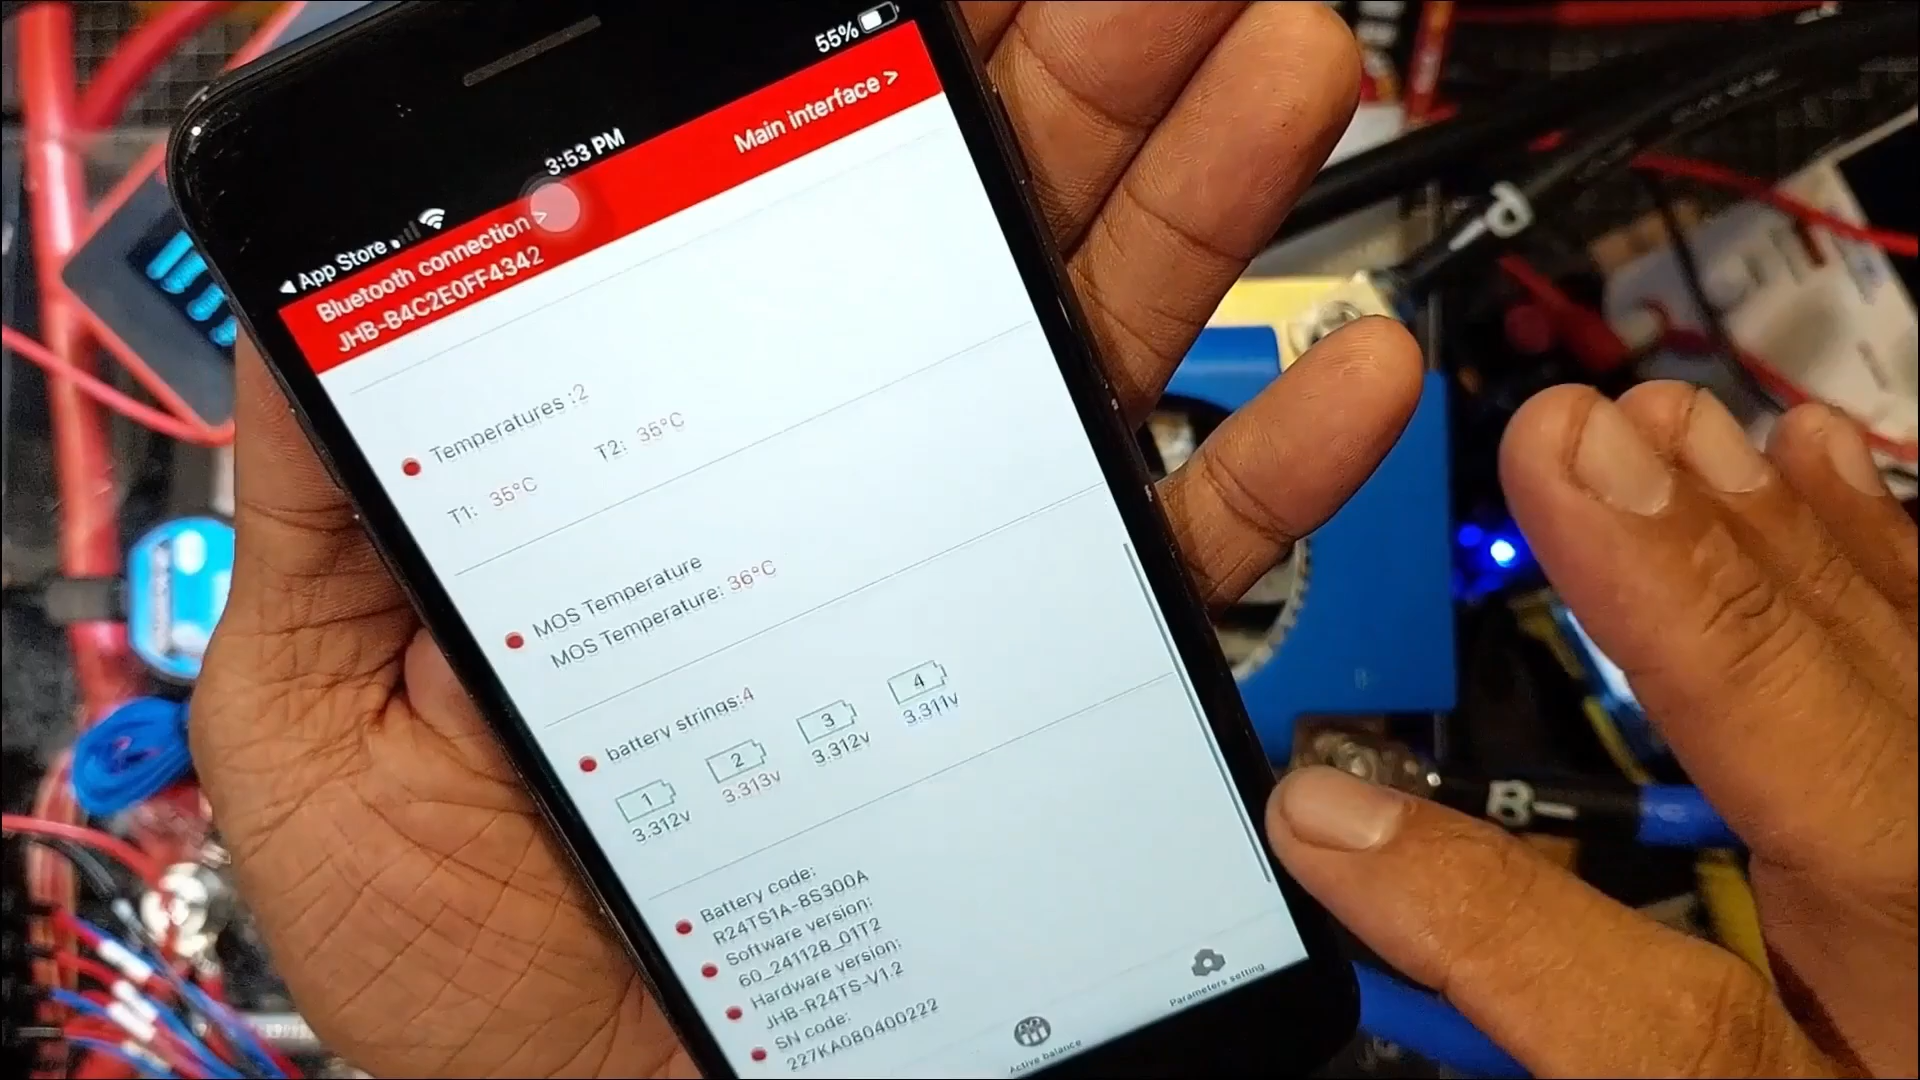 55%
3:53 PM
◀ App Store
Main interface >
Bluetooth connection >
JHB-B4C2E0FF4342
Temperatures :2
T1: 35°C
T2: 35°C
MOS Temperature
MOS Temperature: 36°C
battery strings:4
1
2
3
4
3.312v
3.313v
3.312v
3.311v
Battery code:
R24TS1A-8S300A
Software version:
60_24112B_01T2
Hardware version:
JHB-R24TS-V1.2
SN code:
227KA0B0400222
Active balance
Parameters setting
P-
B-